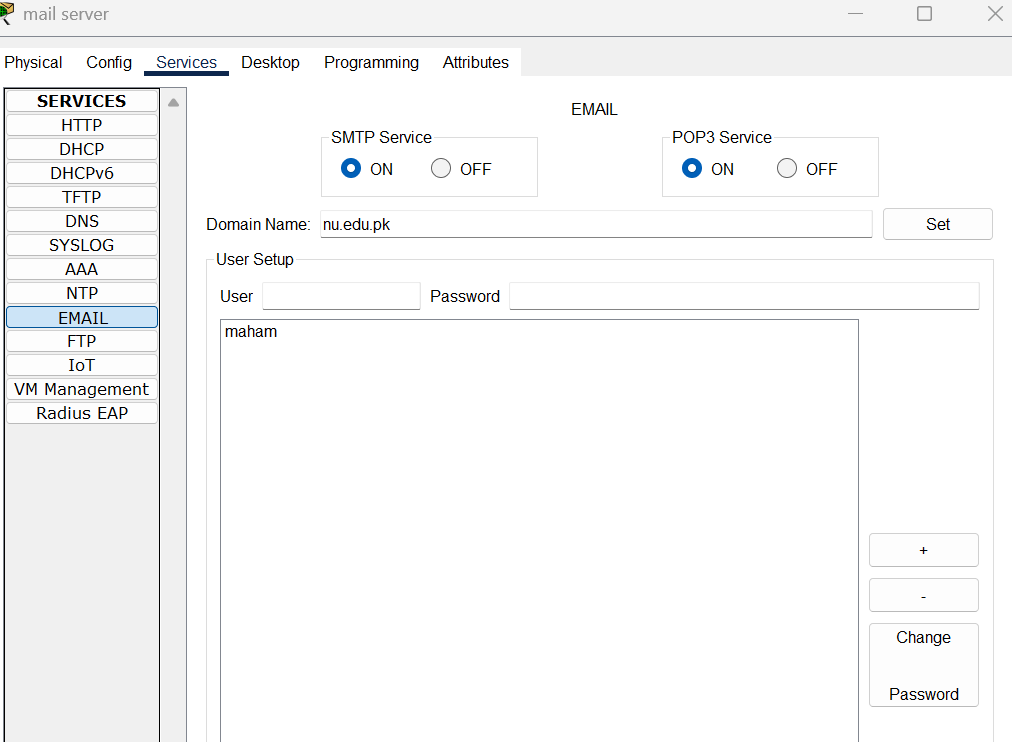 mail server
Physical Config Services Desktop Programming Attributes
SERVICES
HTTP
DHCP
DHCPv6
TFTP
DNS
SYSLOG
AAA
NTP
EMAIL
FTP
IoT
VM Management
Radius EAP
EMAIL
SMTP Service
ON OFF
POP3 Service
ON OFF
Domain Name: nu.edu.pk Set
User Setup
User Password
maham
+
-
Change
Password